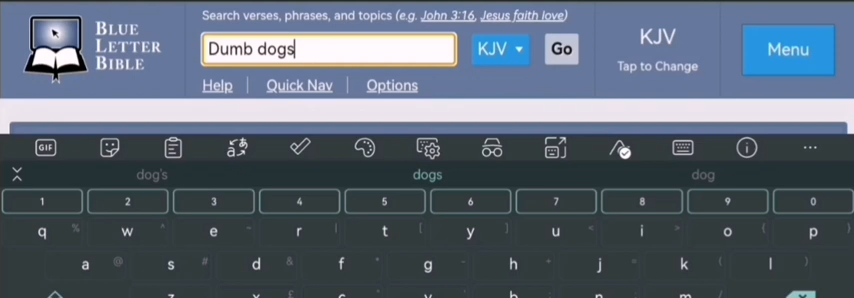 Search verses, phrases, and topics (e.g. John 3:16, Jesus faith love)
BLUE
LETTER
BIBLE
Dumb dogs
KJV
Go
KJV
Tap to Change
Menu
Help
Quick Nav
Options
GIF
dog's
dogs
dog
1 2 3 4 5 6 7 8 9 0
q % w ^ e ~ r | t [ y ] u < i > o { p }
a @ s # d & f * g - h + j = k ( l )
z x £ c v b n m /